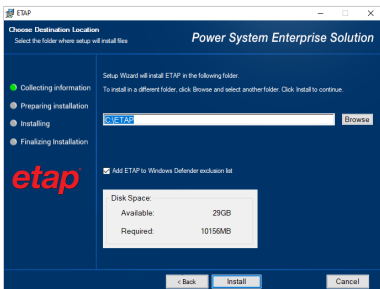 ETAP
Choose Destination Location
Select the folder where setup will install files
Power System Enterprise Solution
Setup Wizard will install ETAP in the following folder.
To install in a different folder, click Browse and select another folder. Click Install to continue.
Collecting information
Preparing installation
Installing
Finalizing Installation
C:\ETAP
Browse
etap
Add ETAP to Windows Defender exclusion list
Disk Space:
Available: 29GB
Required: 10156MB
< Back Install Cancel